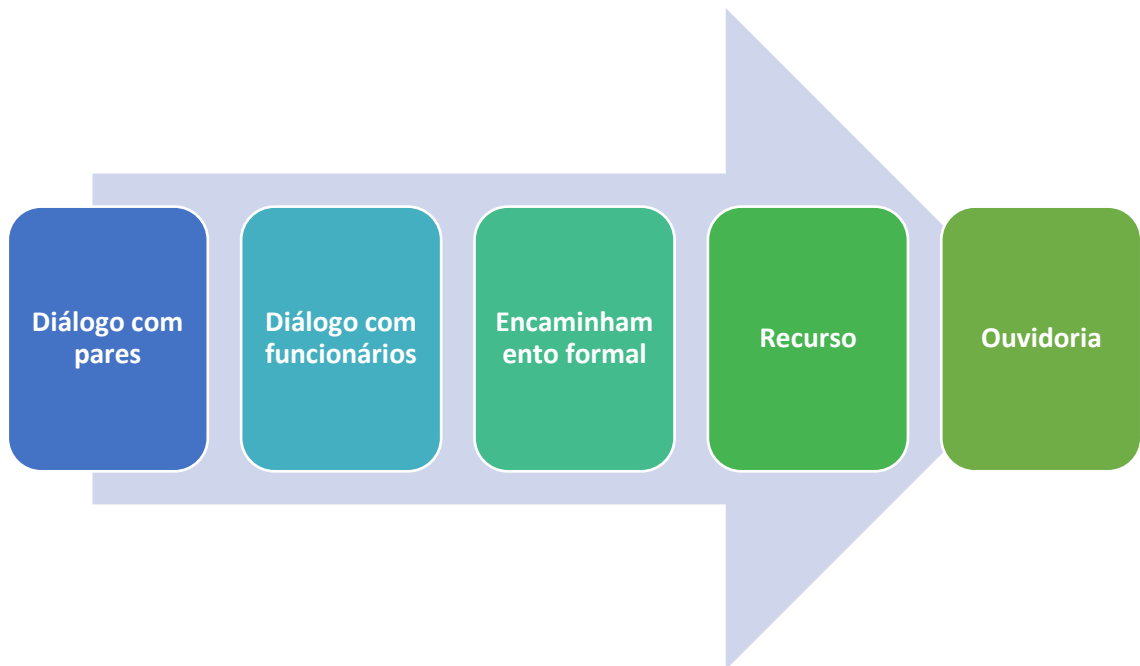 Diálogo com
pares
Diálogo com
funcionários
Encaminham
ento formal
Recurso
Ouvidoria